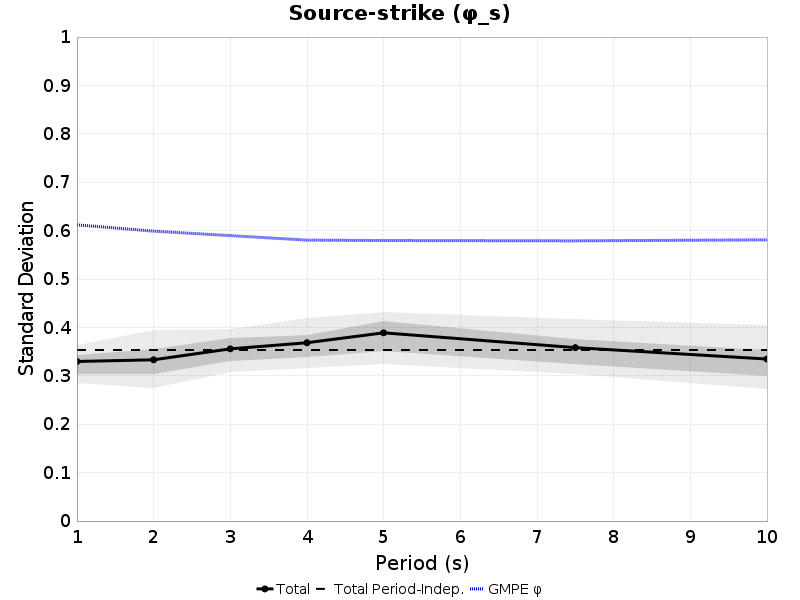 Source-strike (φ_s)
Standard Deviation
1
0.9
0.8
0.7
0.6
0.5
0.4
0.3
0.2
0.1
0
1 2 3 4 5 6 7 8 9 10
Period (s)
Total Total Period-Indep. GMPE φ